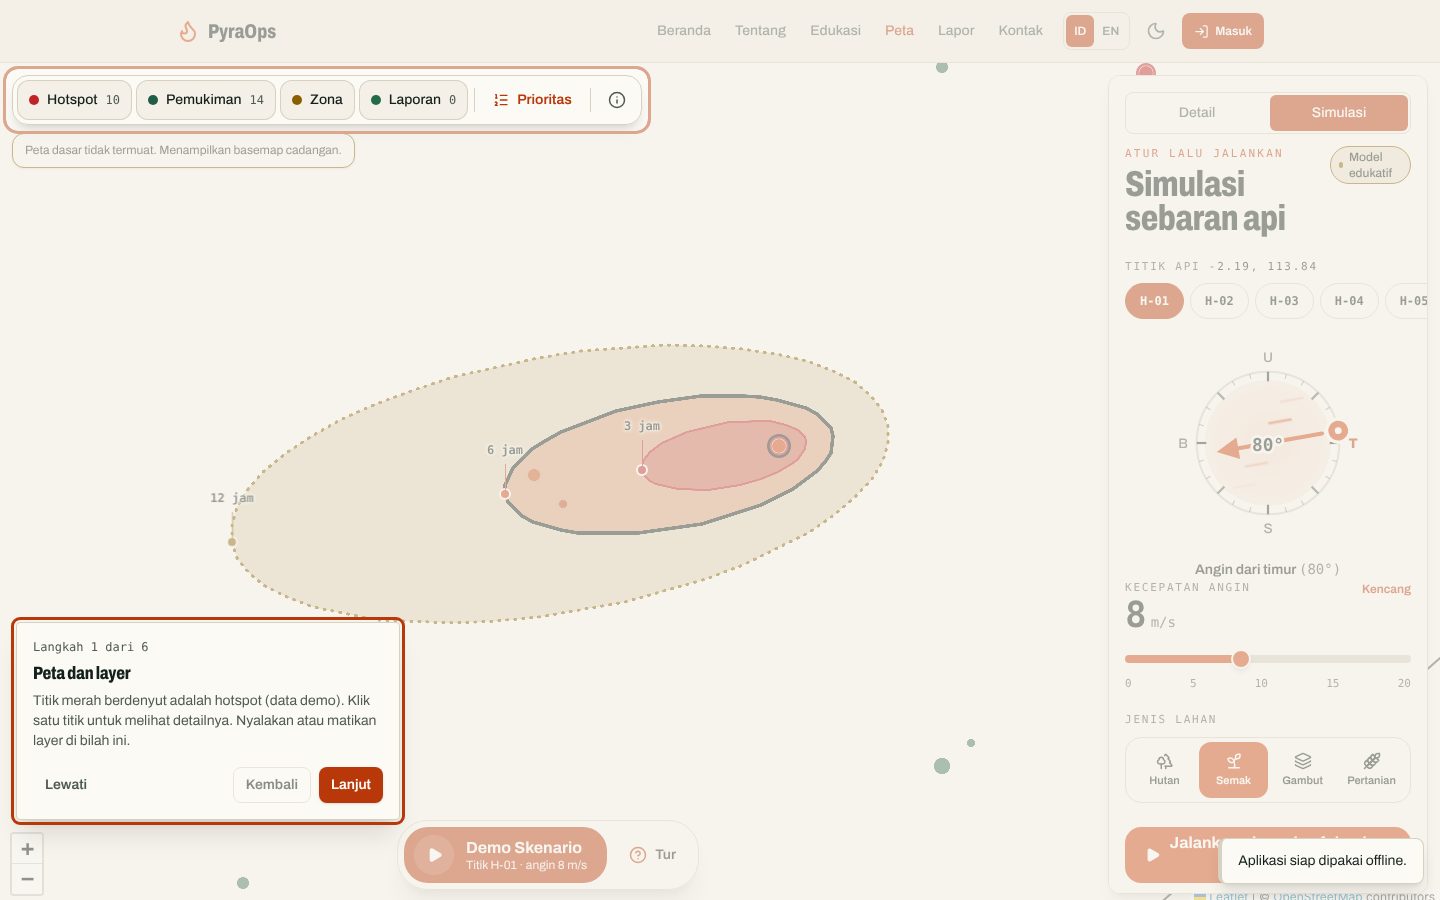 PyraOps
Beranda Tentang Edukasi Peta Lapor Kontak ID EN Masuk
Hotspot 10 Pemukiman 14 Zona Laporan 0 Prioritas
Peta dasar tidak termuat. Menampilkan basemap cadangan.
Detail Simulasi
ATUR LALU JALANKAN
Model
edukatif
Simulasi
sebaran api
TITIK API -2.19, 113.84
H-01 H-02 H-03 H-04 H-05
U
B 80° T
S
Angin dari timur (80°)
KECEPATAN ANGIN Kencang
8 m/s
0 5 10 15 20
JENIS LAHAN
Hutan Semak Gambut Pertanian
3 jam
6 jam
12 jam
Langkah 1 dari 6
Peta dan layer
Titik merah berdenyut adalah hotspot (data demo). Klik
satu titik untuk melihat detailnya. Nyalakan atau matikan
layer di bilah ini.
Lewati Kembali Lanjut
+
−
Demo Skenario
Titik H-01 · angin 8 m/s
Tur
Aplikasi siap dipakai offline.
Leaflet | © OpenStreetMap contributors